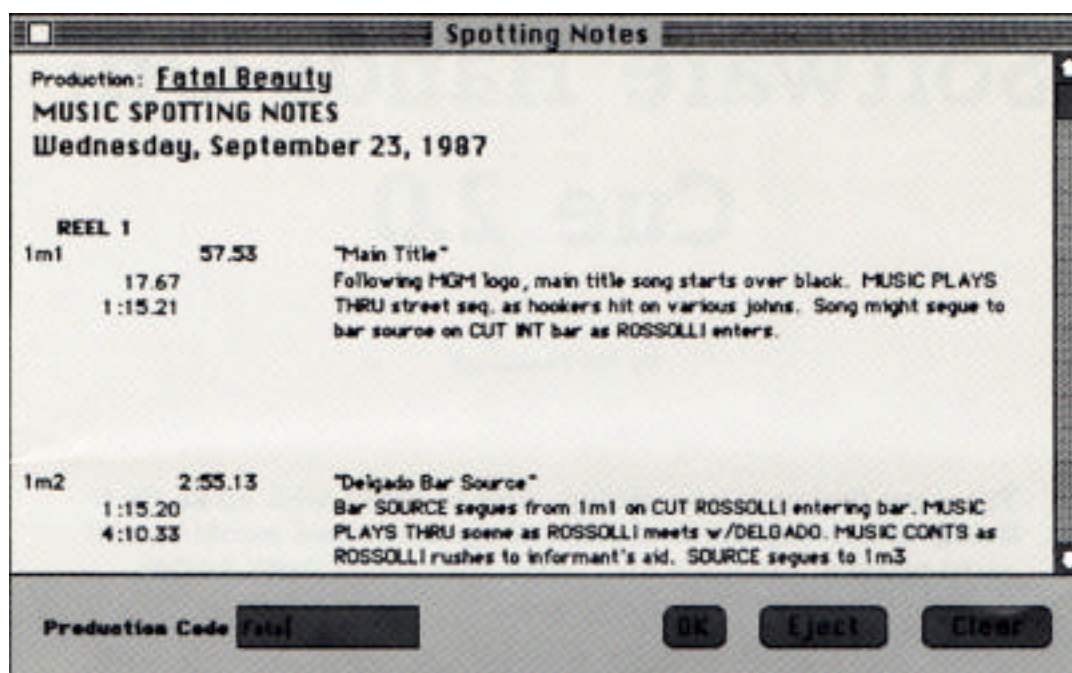 Spotting Notes
Production: Fatal Beauty
MUSIC SPOTTING NOTES
Wednesday, September 23, 1987
REEL 1
1m1 57.53 "Main Title"
17.67 Following MGM logo, main title song starts over black. MUSIC PLAYS
1:15.21 THRU street seq. as hookers hit on various johns. Song might segue to
bar source on CUT INT bar as ROSSOLLI enters.
1m2 2:55.13 "Delgado Bar Source"
1:15.20 Bar SOURCE segues from 1m1 on CUT ROSSOLLI entering bar. MUSIC
4:10.33 PLAYS THRU scene as ROSSOLLI meets w/DELGADO. MUSIC CONTS as
ROSSOLLI rushes to informant's aid. SOURCE segues to 1m3
Production Code Fatal OK Eject Clear